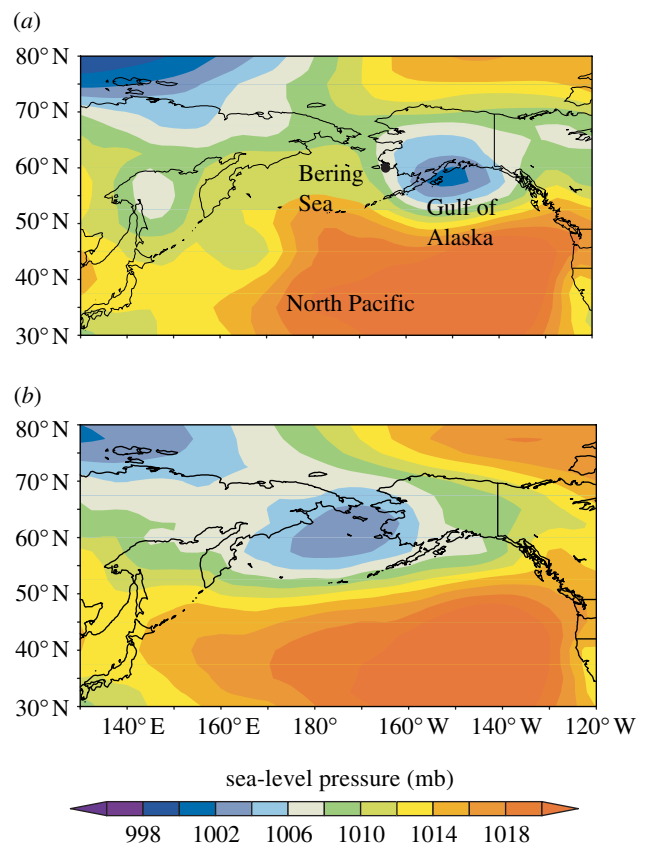 (a)
80° N
70° N
60° N
50° N
40° N
30° N
Bering
Sea
Gulf of
Alaska
North Pacific
(b)
80° N
70° N
60° N
50° N
40° N
30° N
140° E 160° E 180° 160° W 140° W 120° W
sea-level pressure (mb)
998 1002 1006 1010 1014 1018